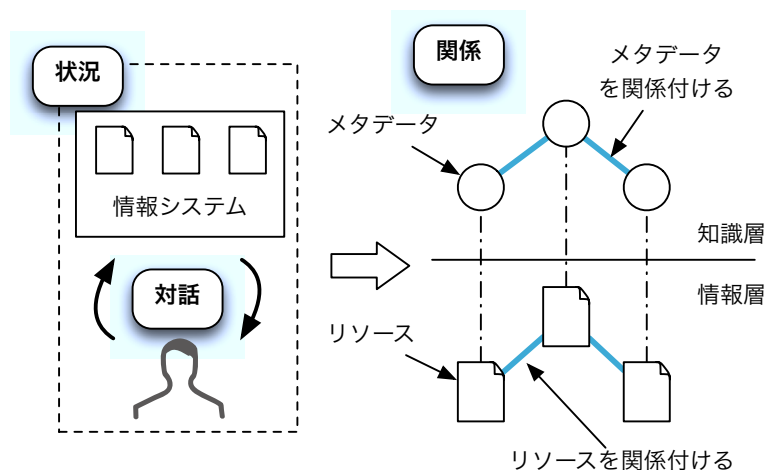 状況
情報システム
対話
関係
メタデータ
を関係付ける
メタデータ
知識層
情報層
リソース
リソースを関係付ける